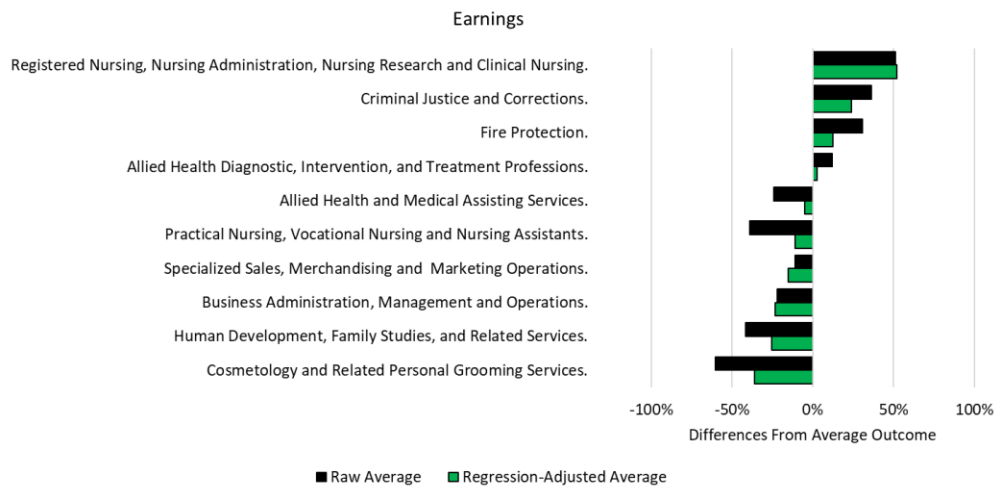 Earnings
Registered Nursing, Nursing Administration, Nursing Research and Clinical Nursing.
Criminal Justice and Corrections.
Fire Protection.
Allied Health Diagnostic, Intervention, and Treatment Professions.
Allied Health and Medical Assisting Services.
Practical Nursing, Vocational Nursing and Nursing Assistants.
Specialized Sales, Merchandising and  Marketing Operations.
Business Administration, Management and Operations.
Human Development, Family Studies, and Related Services.
Cosmetology and Related Personal Grooming Services.
-100% -50% 0% 50% 100%
Differences From Average Outcome
Raw Average Regression-Adjusted Average